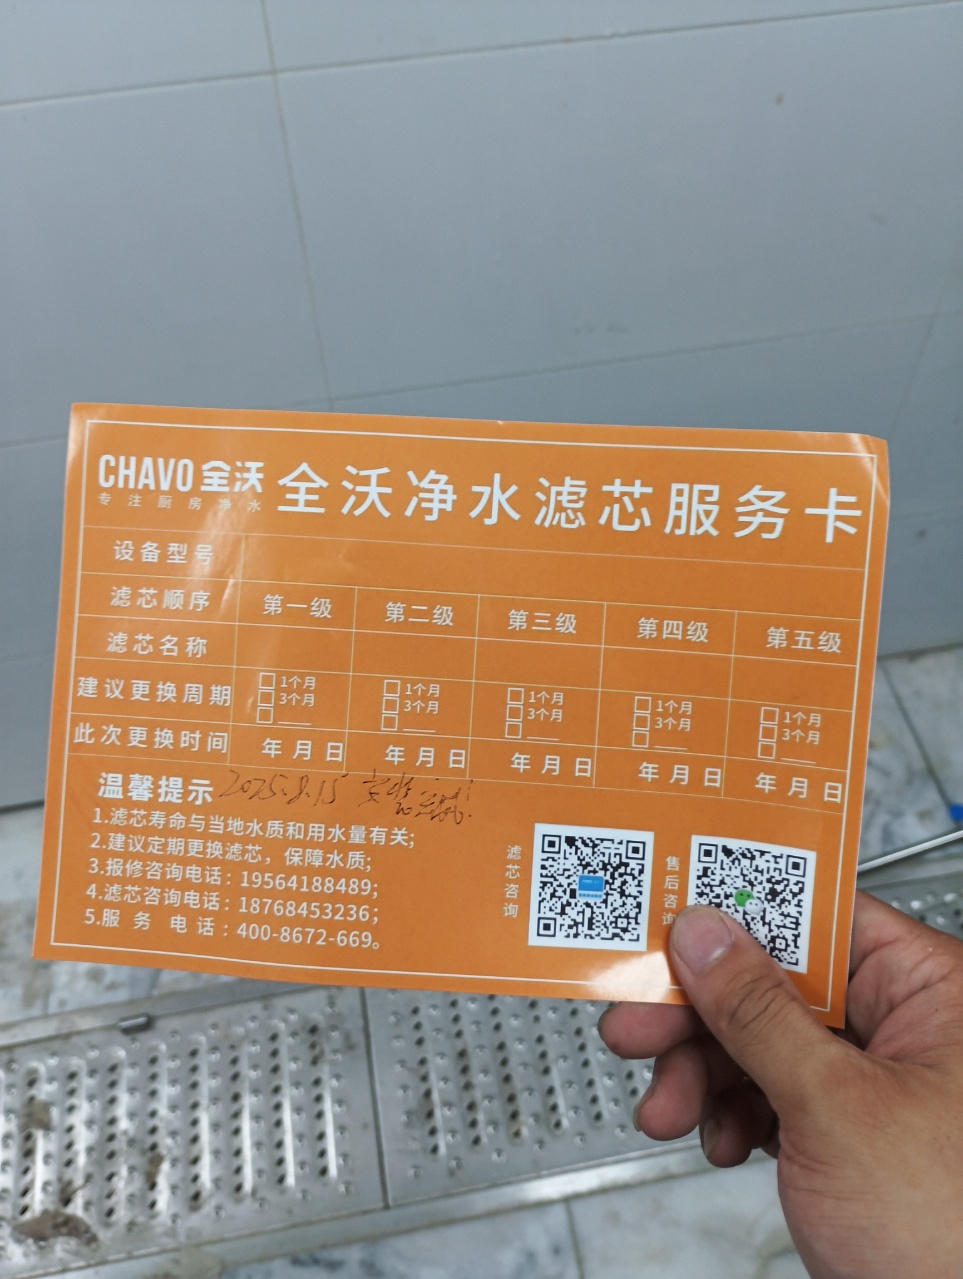 CHAVO 全沃
专注厨房净水
全沃净水滤芯服务卡
设备型号
滤芯顺序 第一级 第二级 第三级 第四级 第五级
滤芯名称
建议更换周期 □1个月 □1个月 □1个月 □1个月 □1个月
□3个月 □3个月 □3个月 □3个月 □3个月
□____ □____ □____ □____ □____
此次更换时间 年 月 日 年 月 日 年 月 日 年 月 日 年 月 日
温馨提示 2025.8.15
1.滤芯寿命与当地水质和用水量有关;
2.建议定期更换滤芯，保障水质;
3.报修咨询电话: 19564188489;
4.滤芯咨询电话: 18768453236;
5.服务电话: 400-8672-669。
滤芯咨询
售后咨询